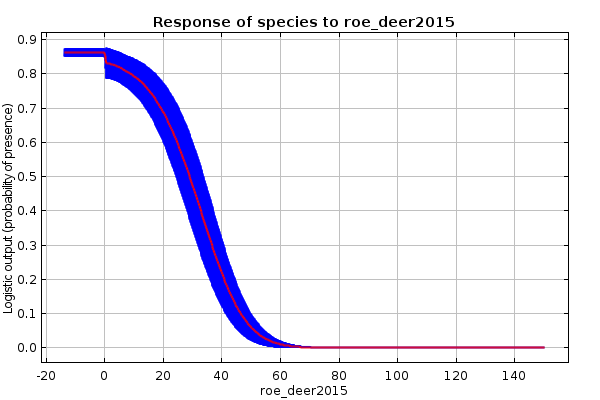 Response of species to roe_deer2015
Logistic output (probability of presence)
0.9
0.8
0.7
0.6
0.5
0.4
0.3
0.2
0.1
0.0
-20 0 20 40 60 80 100 120 140
roe_deer2015